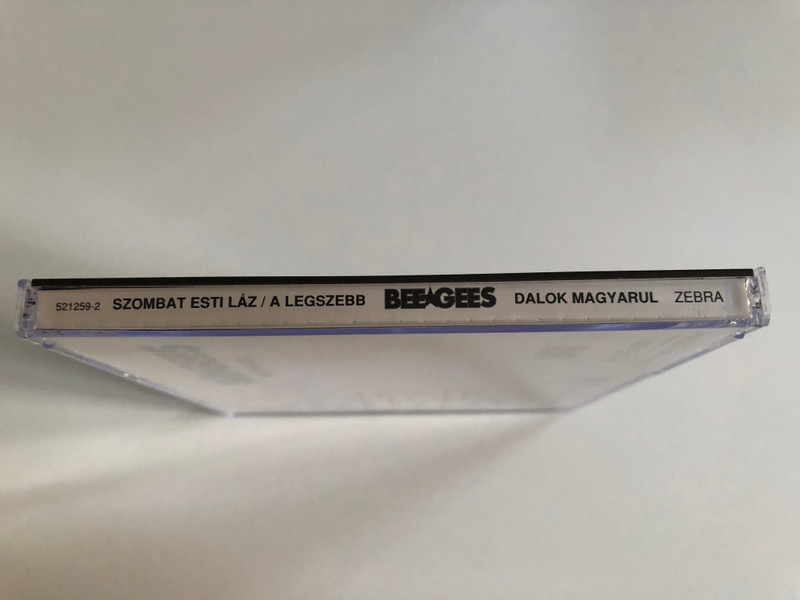 521259-2 SZOMBAT ESTI LÁZ / A LEGSZEBB BEE GEES DALOK MAGYARUL ZEBRA